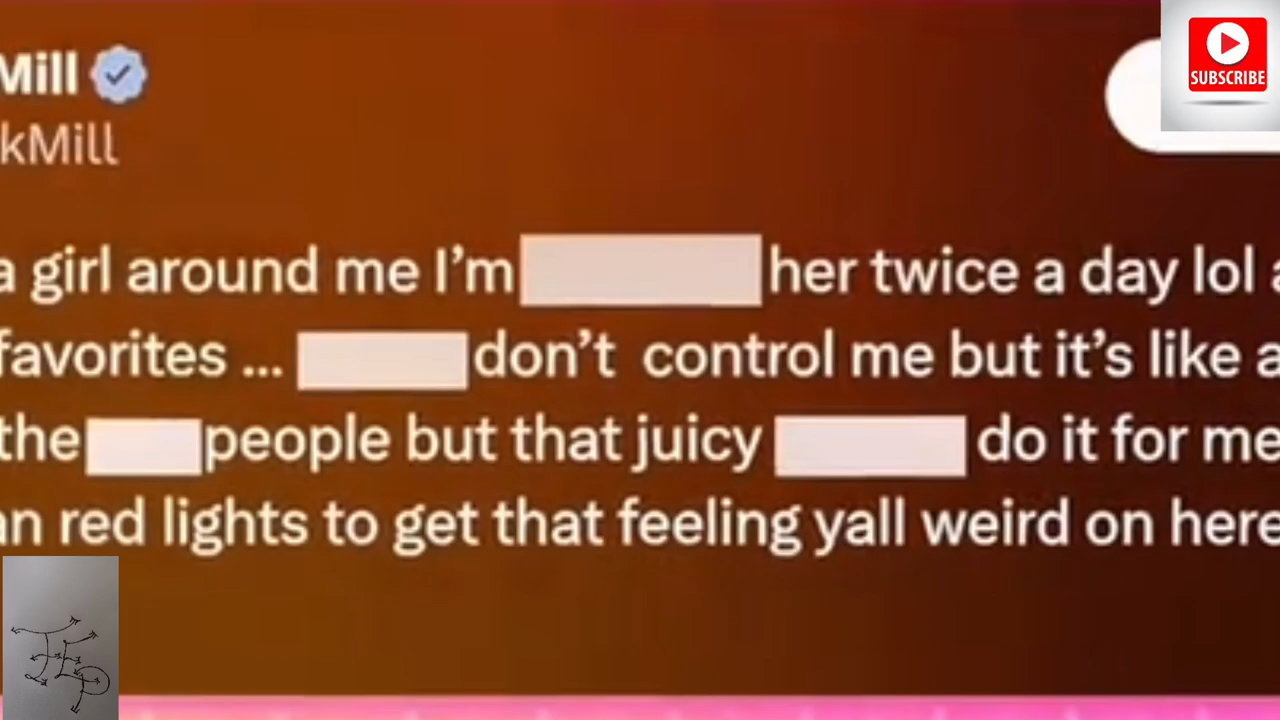 Mill
kMill
SUBSCRIBE
a girl around me I'm her twice a day lol
favorites ... don't control me but it's like a
the people but that juicy do it for me
an red lights to get that feeling yall weird on here